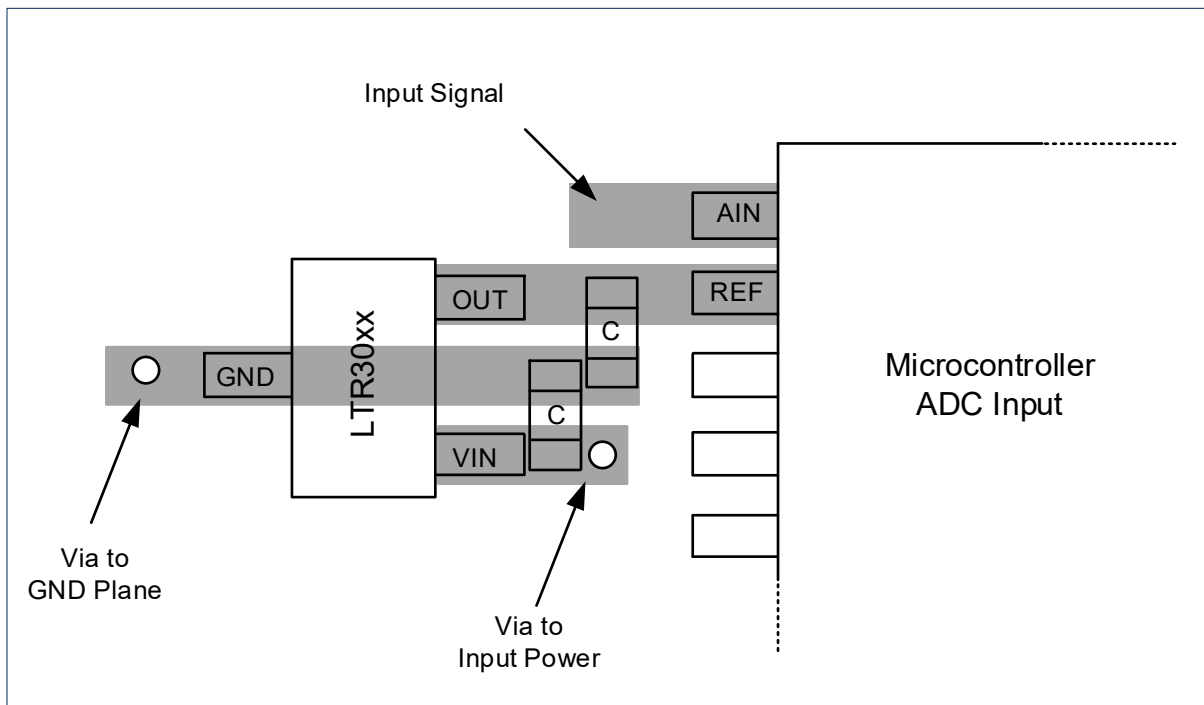 Input Signal
AIN
OUT
REF
C
LTR30xx
GND
C
VIN
Microcontroller
ADC Input
Via to
GND Plane
Via to
Input Power